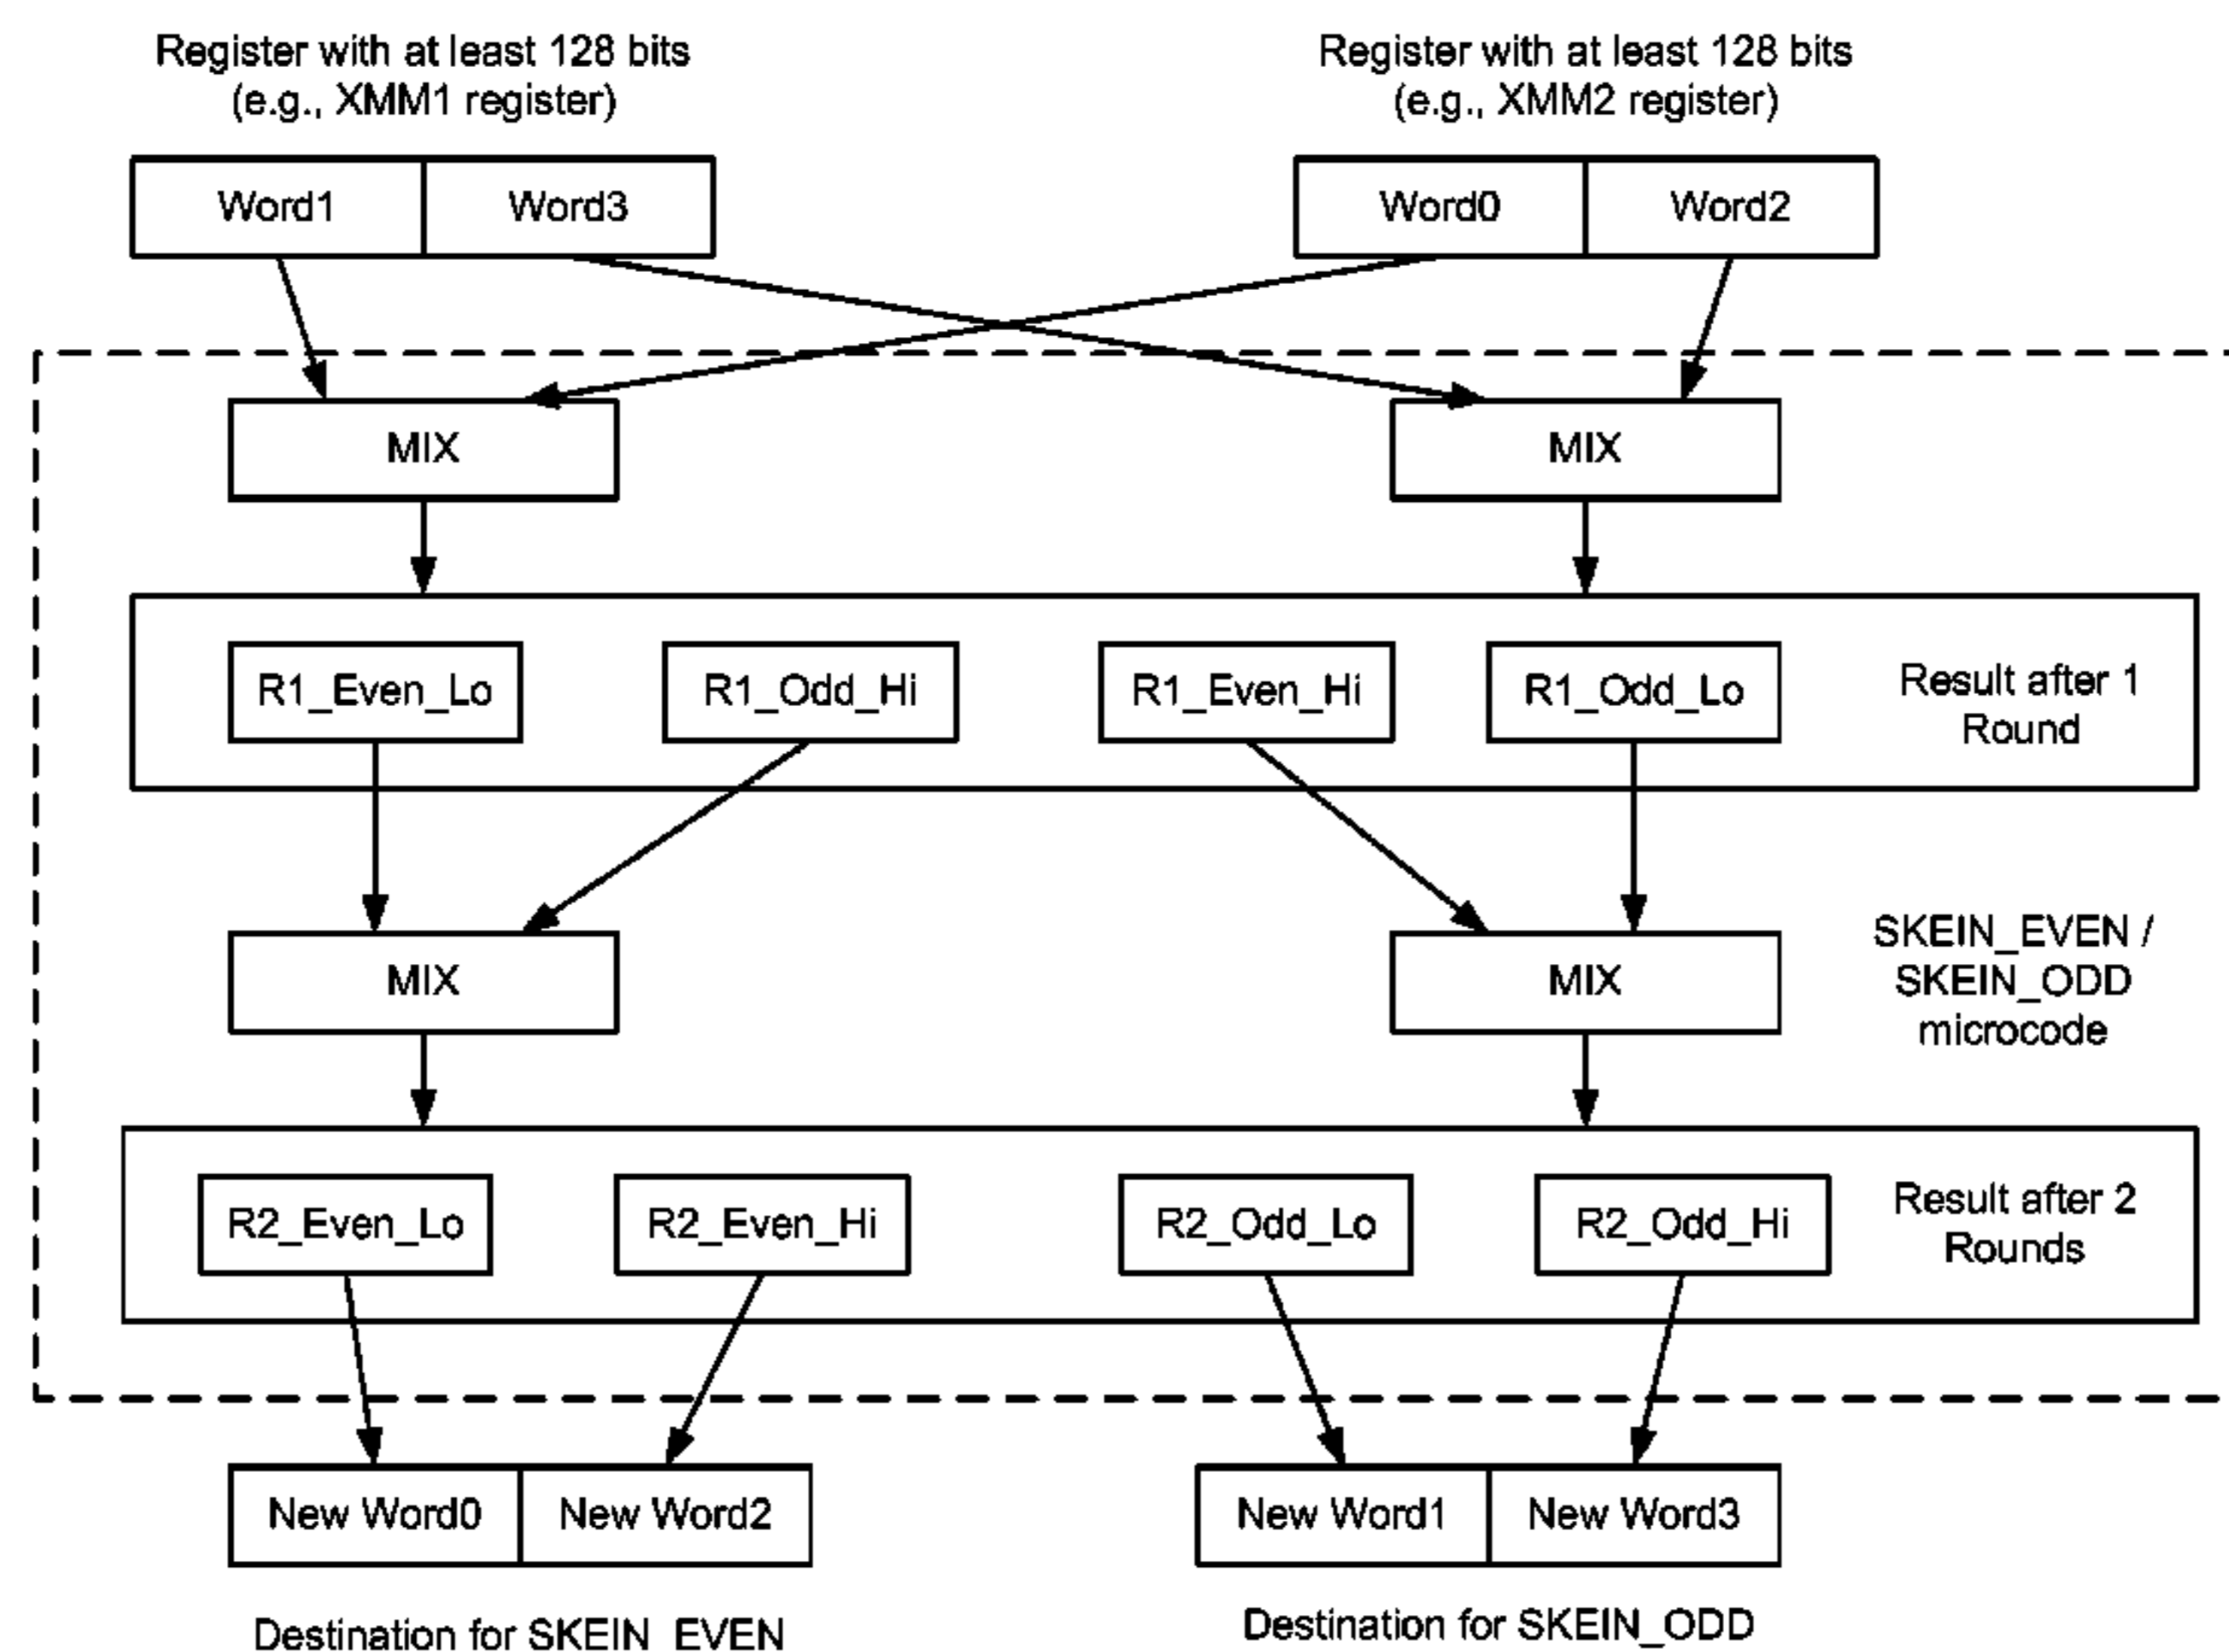 Register with at least 128 bits
(e.g., XMM1 register)
Register with at least 128 bits
(e.g., XMM2 register)
Word1
Word3
Word0
Word2
MIX
MIX
R1_Even_Lo
R1_Odd_Hi
R1_Even_Hi
R1_Odd_Lo
Result after 1
Round
MIX
MIX
SKEIN_EVEN /
SKEIN_ODD
microcode
R2_Even_Lo
R2_Even_Hi
R2_Odd_Lo
R2_Odd_Hi
Result after 2
Rounds
New Word0
New Word2
New Word1
New Word3
Destination for SKEIN_EVEN
Destination for SKEIN_ODD